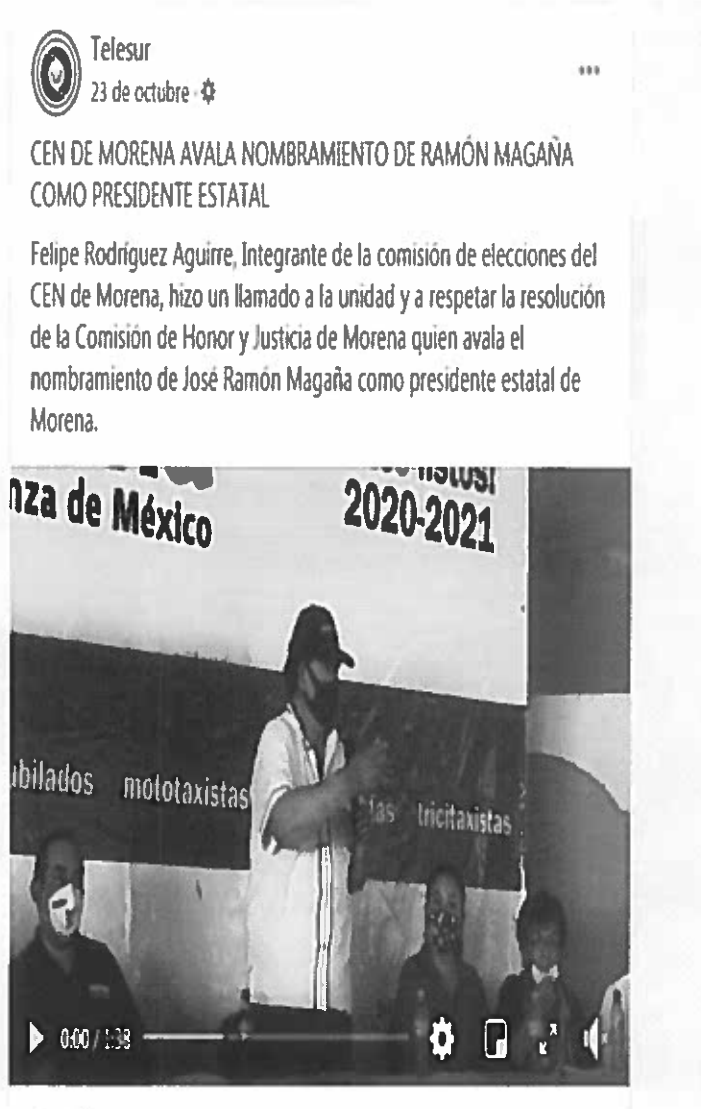 Telesur
23 de octubre
CEN DE MORENA AVALA NOMBRAMIENTO DE RAMÓN MAGAÑA
COMO PRESIDENTE ESTATAL
Felipe Rodríguez Aguirre, Integrante de la comisión de elecciones del
CEN de Morena, hizo un llamado a la unidad y a respetar la resolución
de la Comisión de Honor y Justicia de Morena quien avala el
nombramiento de José Ramón Magaña como presidente estatal de
Morena.
nza de México
2020-2021
ubilados mototaxistas tricitaxistas
0:00 / 1:38